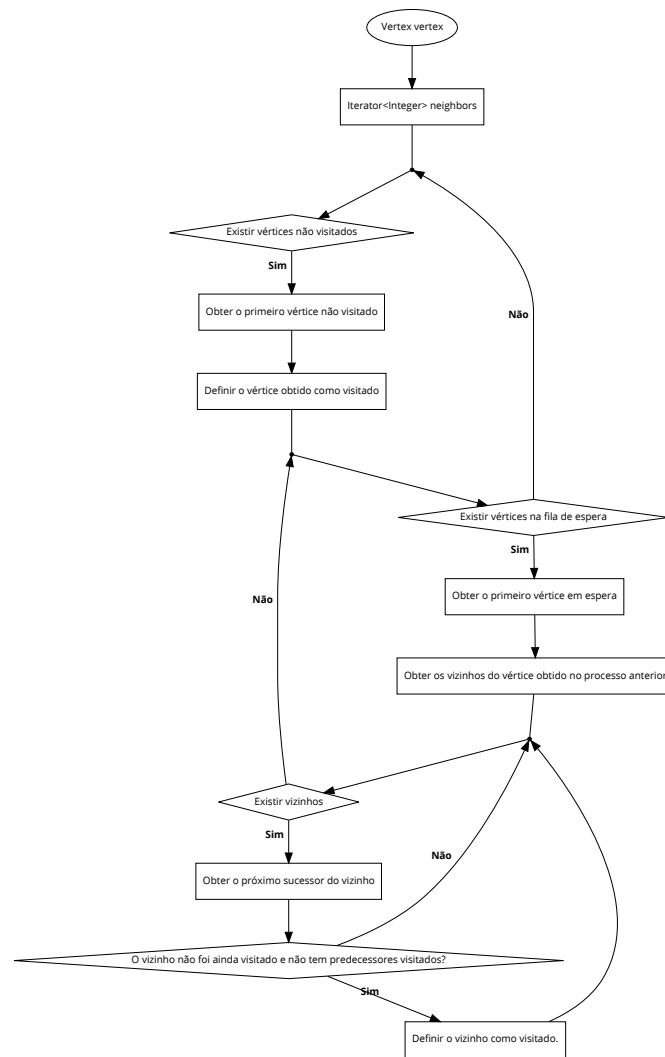 Vertex vertex
Iterator<Integer> neighbors
Existir vértices não visitados
Sim
Obter o primeiro vértice não visitado
Não
Definir o vértice obtido como visitado
Existir vértices na fila de espera
Sim
Obter o primeiro vértice em espera
Não
Obter os vizinhos do vértice obtido no processo anterior
Existir vizinhos
Sim
Não
Obter o próximo sucessor do vizinho
O vizinho não foi ainda visitado e não tem predecessores visitados?
Sim
Definir o vizinho como visitado.